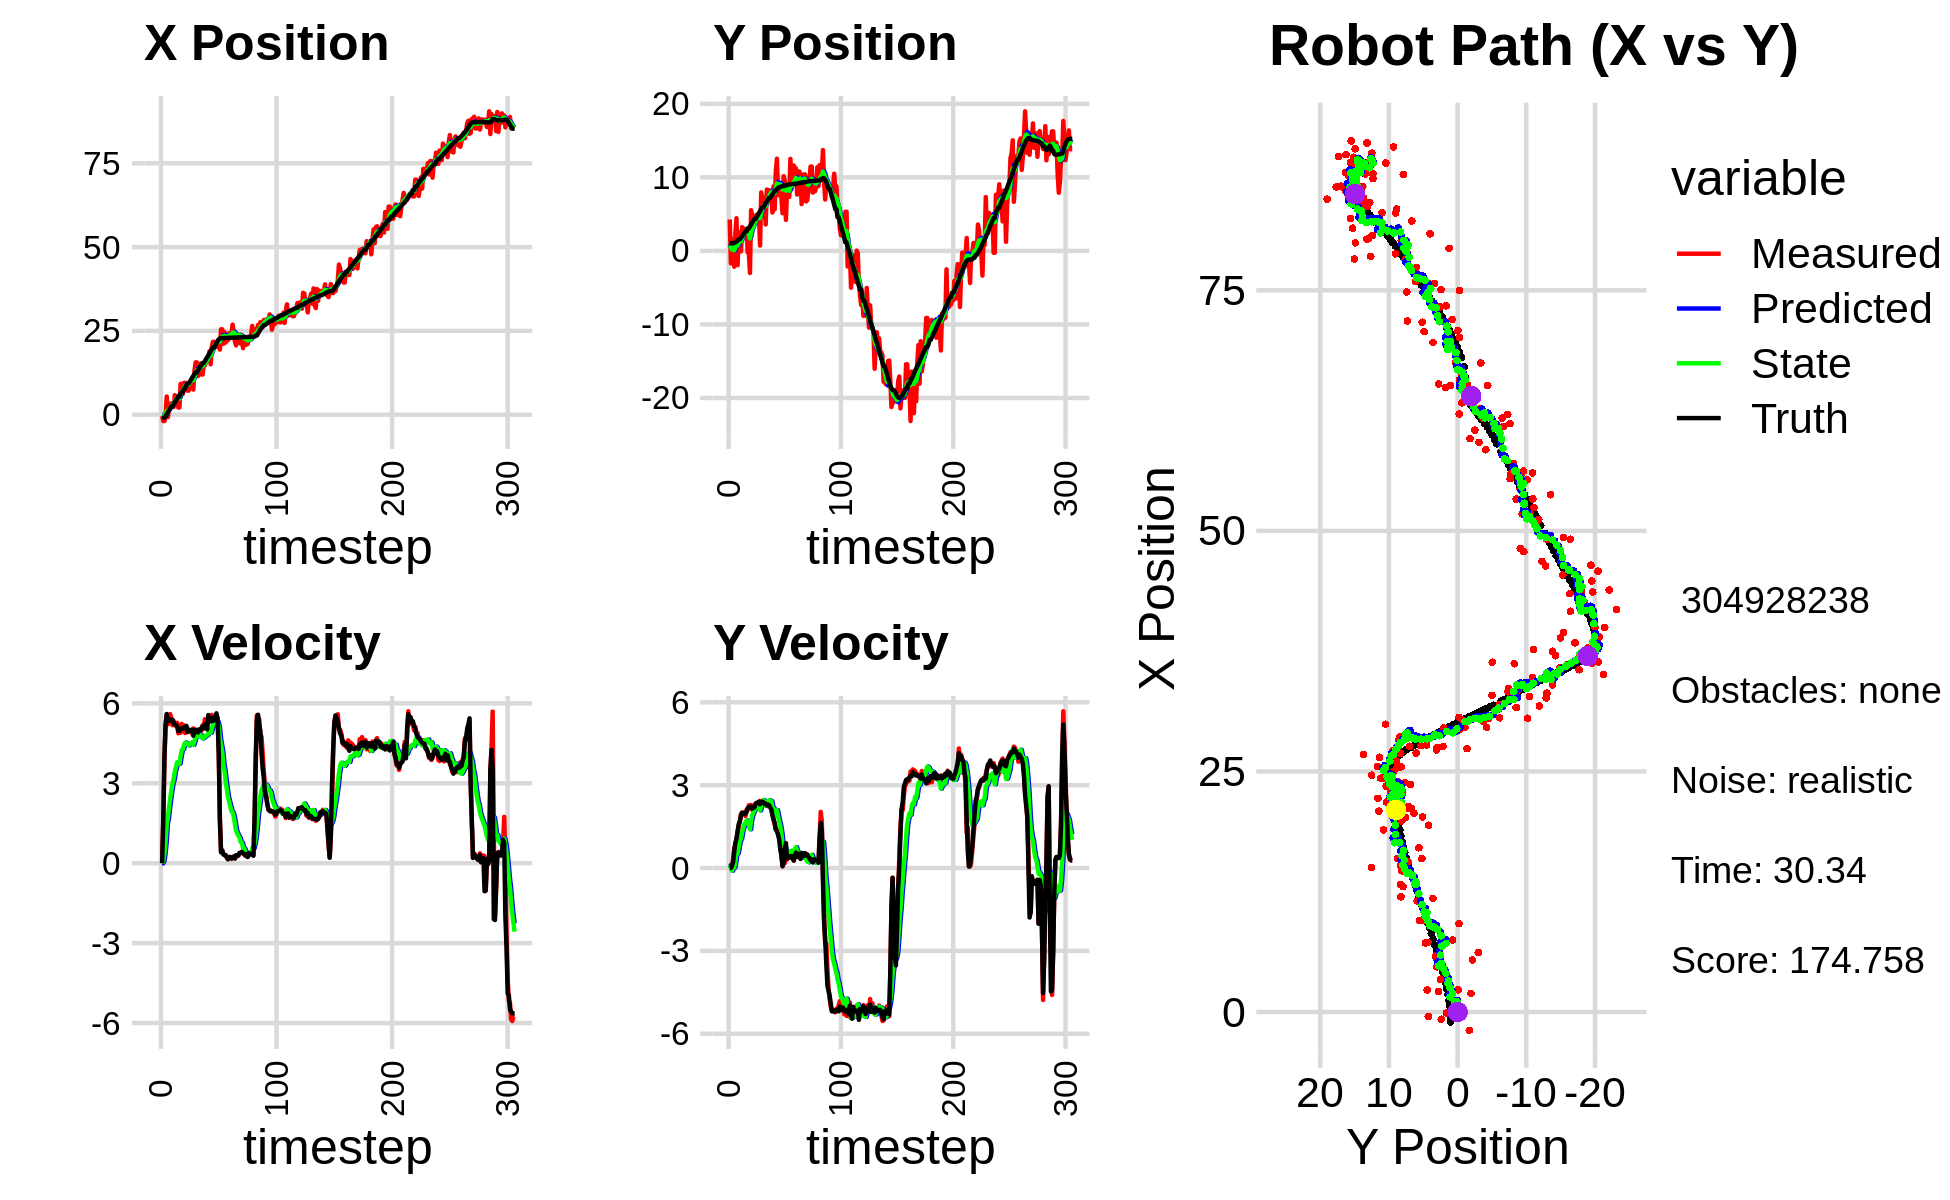 X Position
75
50
25
0
0
100
200
300
timestep
Y Position
20
10
0
-10
-20
0
100
200
300
timestep
X Velocity
6
3
0
-3
-6
0
100
200
300
timestep
Y Velocity
6
3
0
-3
-6
0
100
200
300
timestep
Robot Path (X vs Y)
X Position
75
50
25
0
20 10 0 -10 -20
Y Position
variable
Measured
Predicted
State
Truth
304928238
Obstacles: none
Noise: realistic
Time: 30.34
Score: 174.758